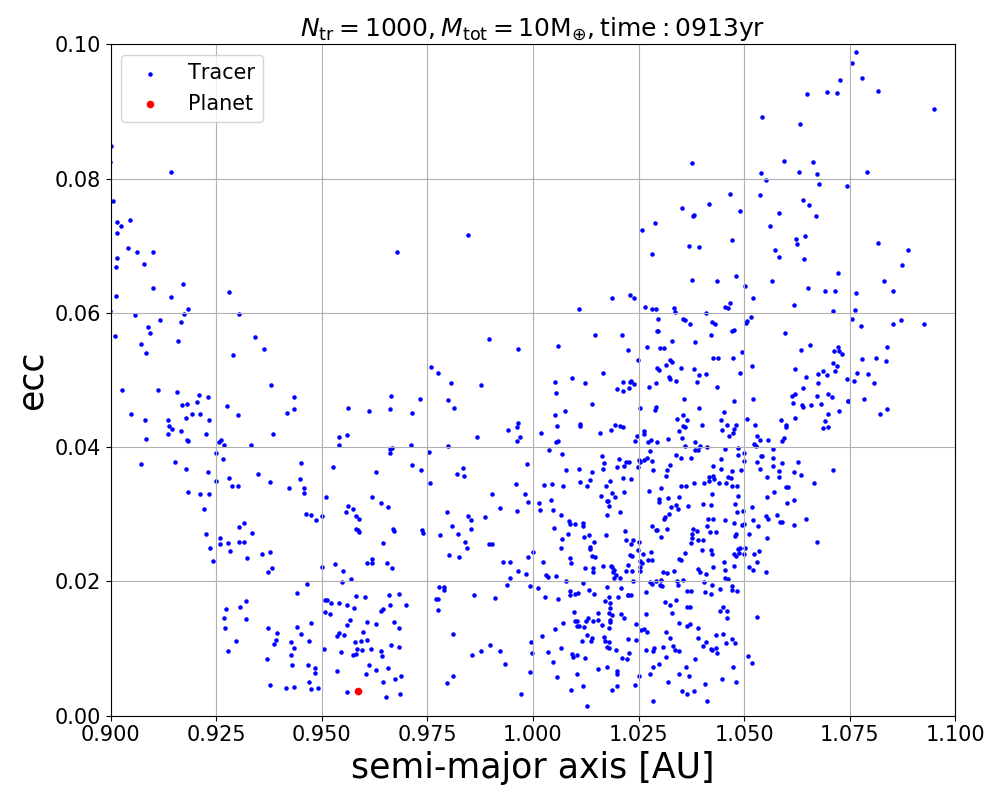 N_tr = 1000, M_tot = 10M_⊕, time : 0913yr
0.10
0.08
0.06
0.04
0.02
0.00
Tracer
Planet
ecc
0.900 0.925 0.950 0.975 1.000 1.025 1.050 1.075 1.100
semi-major axis [AU]